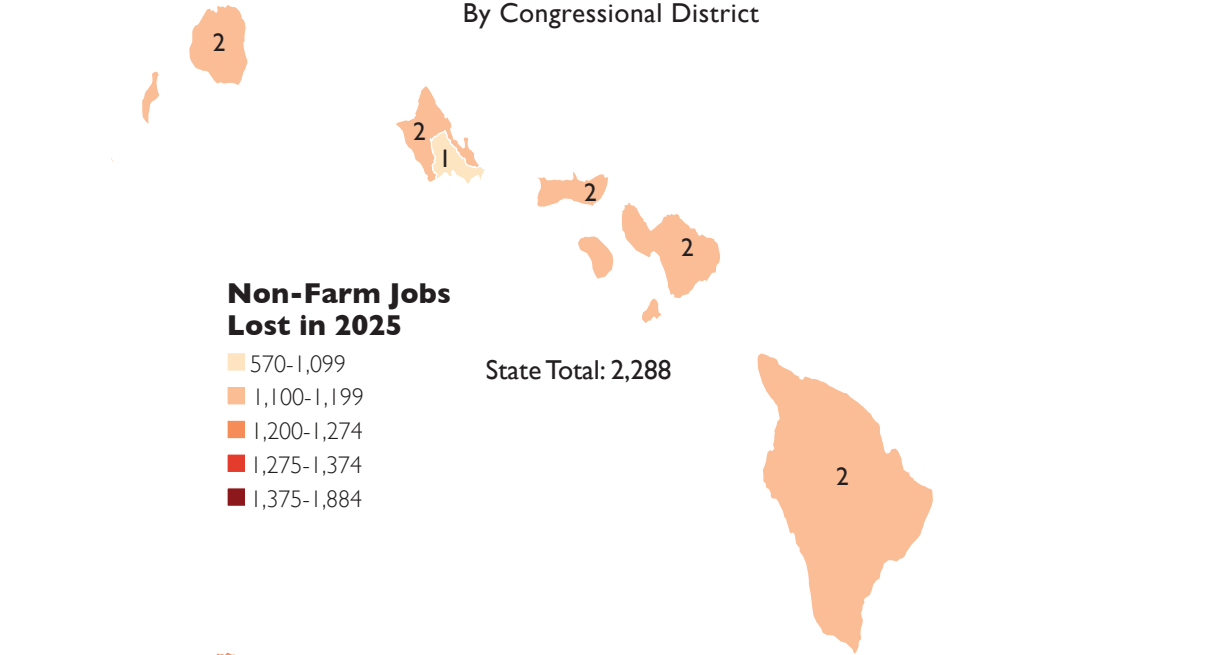 By Congressional District
2
2
1
2
2
Non-Farm Jobs
Lost in 2025
570-1,099
1,100-1,199
1,200-1,274
1,275-1,374
1,375-1,884
State Total: 2,288
2